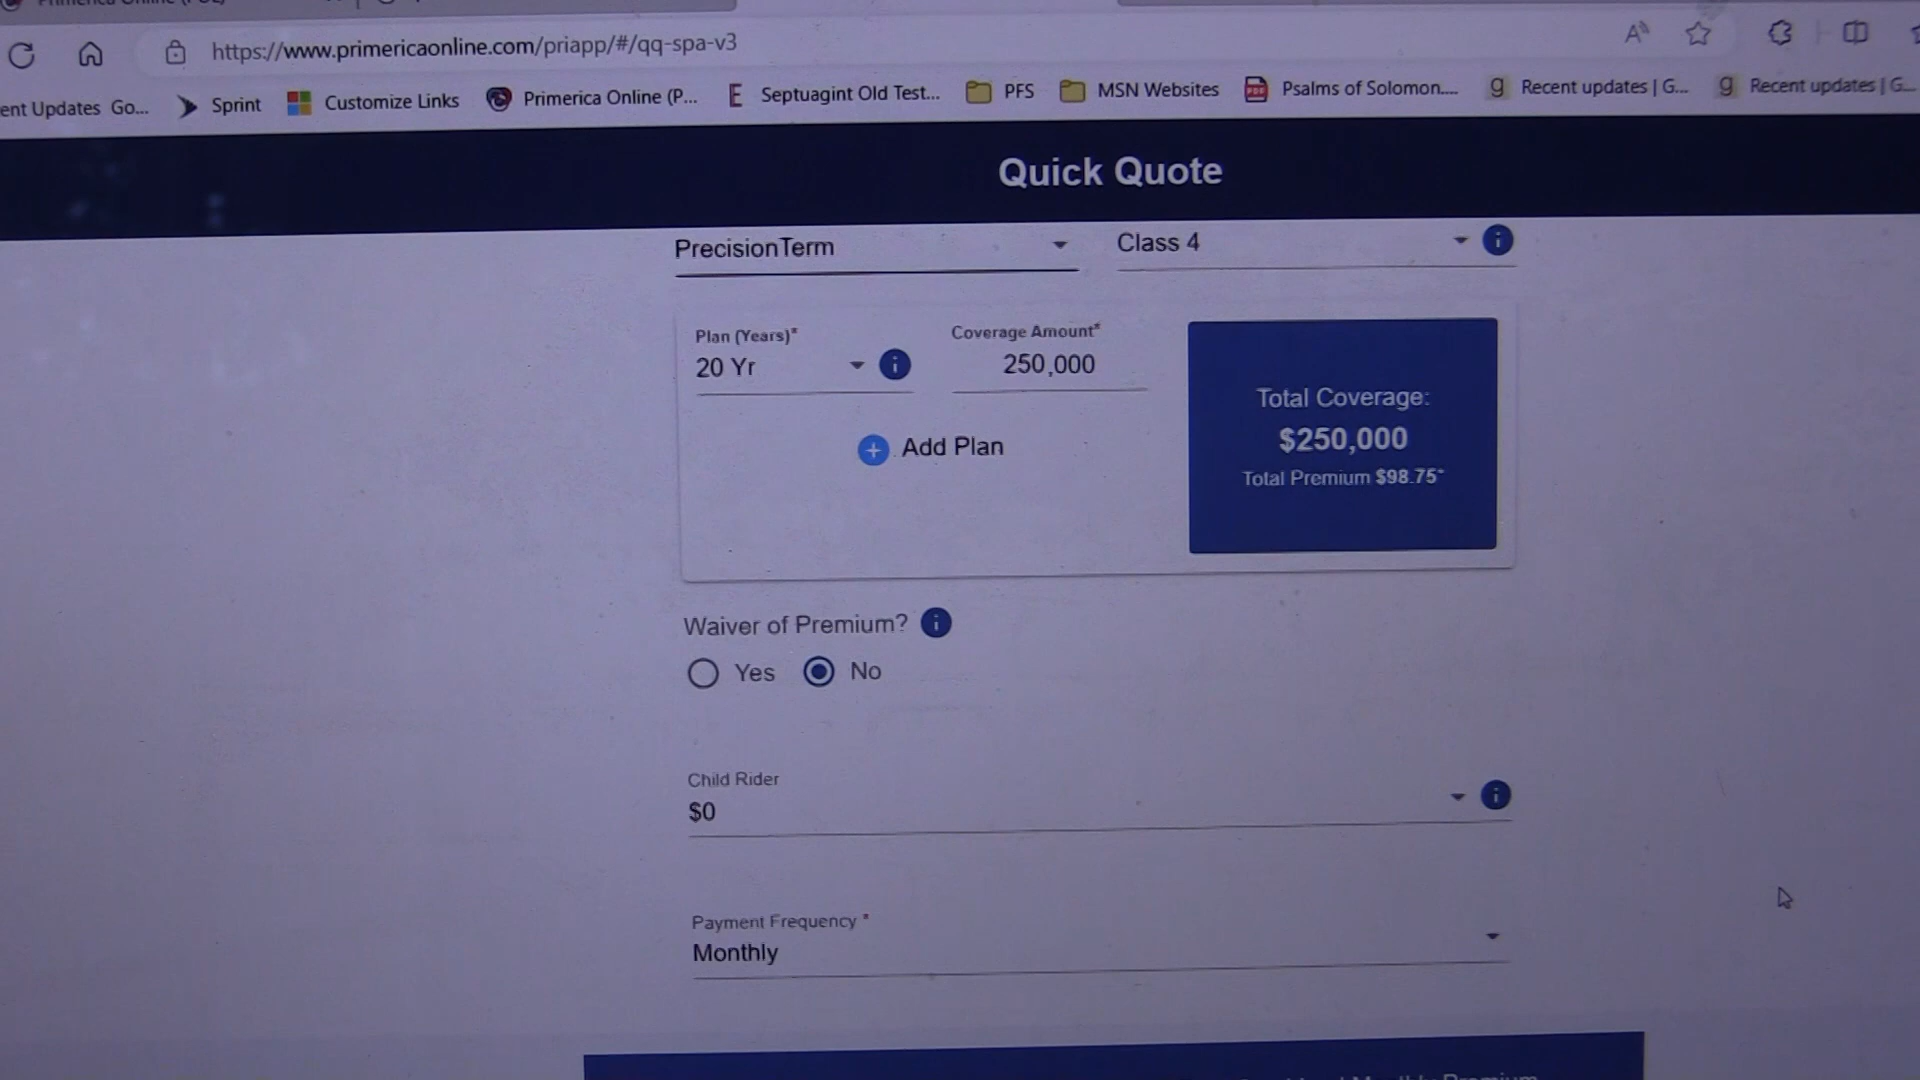 https://www.primericaonline.com/priapp/#/qq-spa-v3
ent Updates Go... Sprint Customize Links Primerica Online (P... Septuagint Old Test... PFS MSN Websites Psalms of Solomon.... Recent updates | G... Recent updates | G...
Quick Quote
PrecisionTerm Class 4
Plan (Years)* Coverage Amount*
20 Yr 250,000
Add Plan
Total Coverage:
$250,000
Total Premium $98.75*
Waiver of Premium?
Yes No
Child Rider
$0
Payment Frequency *
Monthly